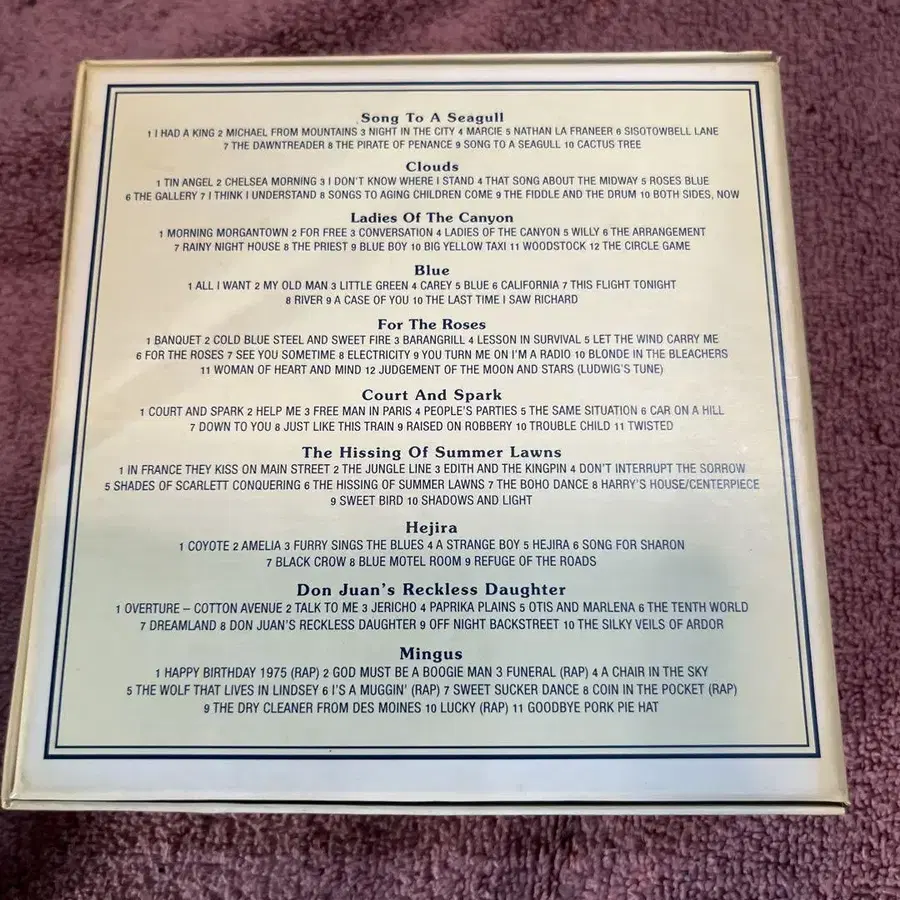 Song To A Seagull
1 I HAD A KING 2 MICHAEL FROM MOUNTAINS 3 NIGHT IN THE CITY 4 MARCIE 5 NATHAN LA FRANEER 6 SISOTOWBELL LANE
7 THE DAWNTREADER 8 THE PIRATE OF PENANCE 9 SONG TO A SEAGULL 10 CACTUS TREE
Clouds
1 TIN ANGEL 2 CHELSEA MORNING 3 I DON'T KNOW WHERE I STAND 4 THAT SONG ABOUT THE MIDWAY 5 ROSES BLUE
6 THE GALLERY 7 I THINK I UNDERSTAND 8 SONGS TO AGING CHILDREN COME 9 THE FIDDLE AND THE DRUM 10 BOTH SIDES, NOW
Ladies Of The Canyon
1 MORNING MORGANTOWN 2 FOR FREE 3 CONVERSATION 4 LADIES OF THE CANYON 5 WILLY 6 THE ARRANGEMENT
7 RAINY NIGHT HOUSE 8 THE PRIEST 9 BLUE BOY 10 BIG YELLOW TAXI 11 WOODSTOCK 12 THE CIRCLE GAME
Blue
1 ALL I WANT 2 MY OLD MAN 3 LITTLE GREEN 4 CAREY 5 BLUE 6 CALIFORNIA 7 THIS FLIGHT TONIGHT
8 RIVER 9 A CASE OF YOU 10 THE LAST TIME I SAW RICHARD
For The Roses
1 BANQUET 2 COLD BLUE STEEL AND SWEET FIRE 3 BARANGRILL 4 LESSON IN SURVIVAL 5 LET THE WIND CARRY ME
6 FOR THE ROSES 7 SEE YOU SOMETIME 8 ELECTRICITY 9 YOU TURN ME ON I'M A RADIO 10 BLONDE IN THE BLEACHERS
11 WOMAN OF HEART AND MIND 12 JUDGEMENT OF THE MOON AND STARS (LUDWIG'S TUNE)
Court And Spark
1 COURT AND SPARK 2 HELP ME 3 FREE MAN IN PARIS 4 PEOPLE'S PARTIES 5 THE SAME SITUATION 6 CAR ON A HILL
7 DOWN TO YOU 8 JUST LIKE THIS TRAIN 9 RAISED ON ROBBERY 10 TROUBLE CHILD 11 TWISTED
The Hissing Of Summer Lawns
1 IN FRANCE THEY KISS ON MAIN STREET 2 THE JUNGLE LINE 3 EDITH AND THE KINGPIN 4 DON'T INTERRUPT THE SORROW
5 SHADES OF SCARLETT CONQUERING 6 THE HISSING OF SUMMER LAWNS 7 THE BOHO DANCE 8 HARRY'S HOUSE/CENTERPIECE
9 SWEET BIRD 10 SHADOWS AND LIGHT
Hejira
1 COYOTE 2 AMELIA 3 FURRY SINGS THE BLUES 4 A STRANGE BOY 5 HEJIRA 6 SONG FOR SHARON
7 BLACK CROW 8 BLUE MOTEL ROOM 9 REFUGE OF THE ROADS
Don Juan's Reckless Daughter
1 OVERTURE – COTTON AVENUE 2 TALK TO ME 3 JERICHO 4 PAPRIKA PLAINS 5 OTIS AND MARLENA 6 THE TENTH WORLD
7 DREAMLAND 8 DON JUAN'S RECKLESS DAUGHTER 9 OFF NIGHT BACKSTREET 10 THE SILKY VEILS OF ARDOR
Mingus
1 HAPPY BIRTHDAY 1975 (RAP) 2 GOD MUST BE A BOOGIE MAN 3 FUNERAL (RAP) 4 A CHAIR IN THE SKY
5 THE WOLF THAT LIVES IN LINDSEY 6 I'S A MUGGIN' (RAP) 7 SWEET SUCKER DANCE 8 COIN IN THE POCKET (RAP)
9 THE DRY CLEANER FROM DES MOINES 10 LUCKY (RAP) 11 GOODBYE PORK PIE HAT